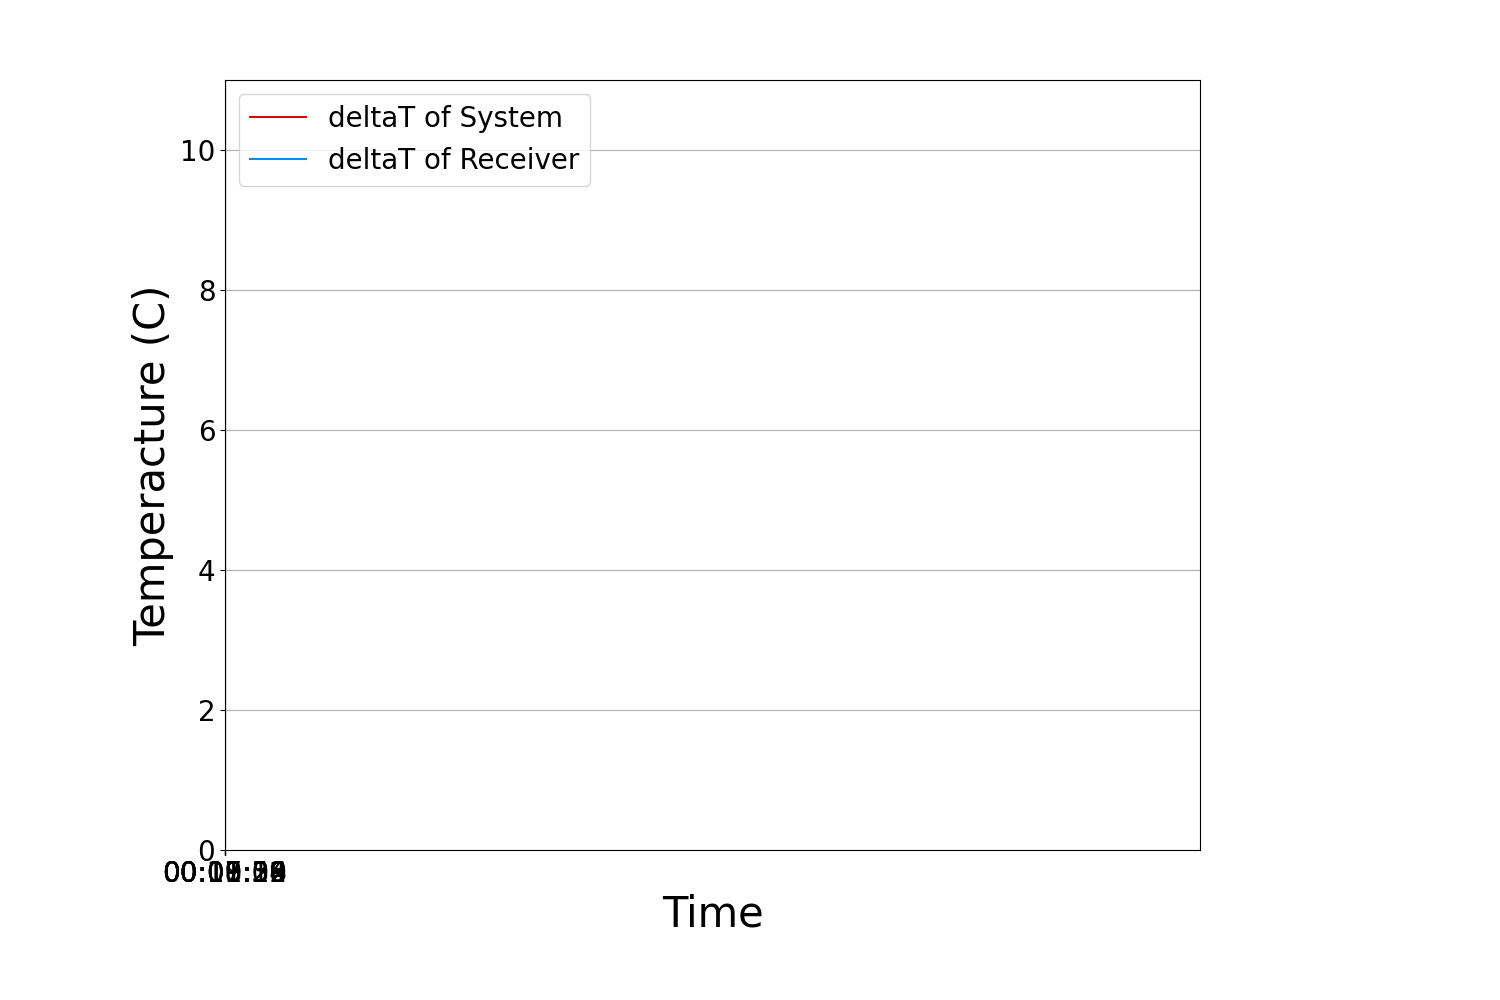 deltaT of System
deltaT of Receiver
10
8
6
4
2
0
Temperacture (C)
Time